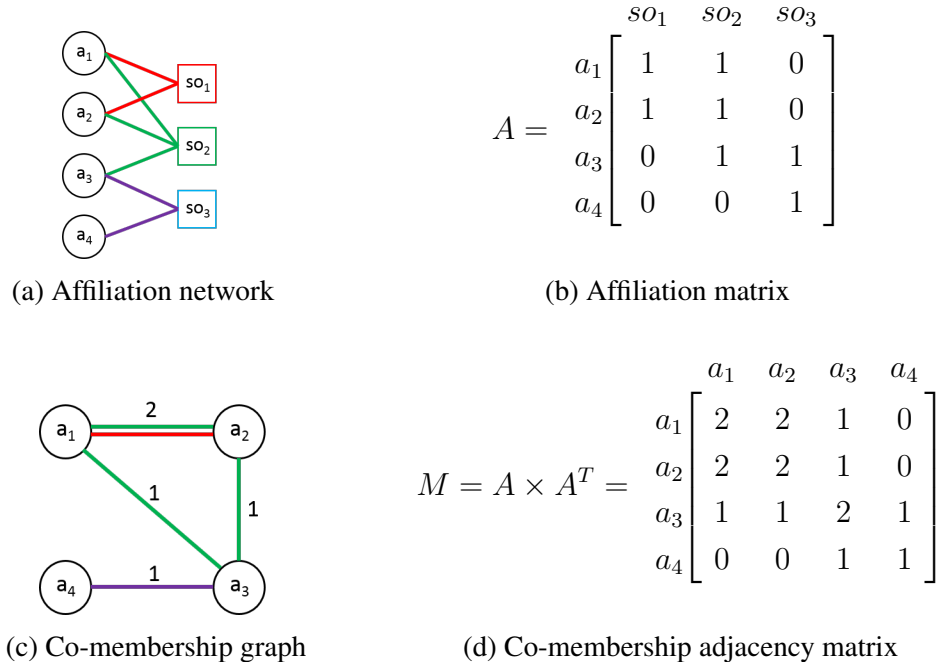 a1
a2
a3
a4
so1
so2
so3
(a) Affiliation network
so1 so2 so3
a1 1 1 0
a2 1 1 0
A =
a3 0 1 1
a4 0 0 1
(b) Affiliation matrix
a1 2 a2
1 1
a4 1 a3
(c) Co-membership graph
a1 a2 a3 a4
a1 2 2 1 0
a2 2 2 1 0
M = A × A^T =
a3 1 1 2 1
a4 0 0 1 1
(d) Co-membership adjacency matrix